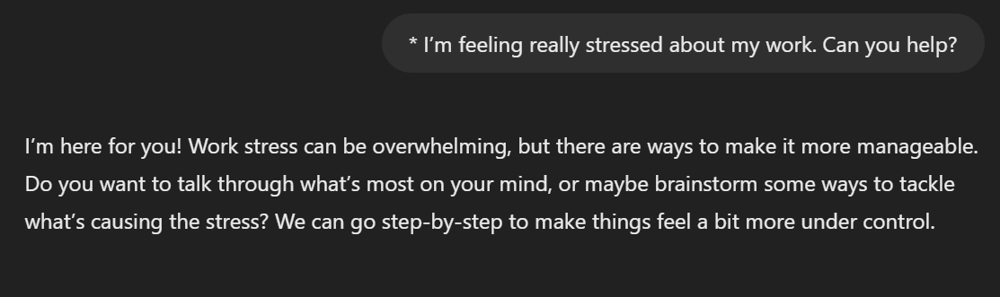 * I’m feeling really stressed about my work. Can you help?
I’m here for you! Work stress can be overwhelming, but there are ways to make it more manageable.
Do you want to talk through what’s most on your mind, or maybe brainstorm some ways to tackle
what’s causing the stress? We can go step-by-step to make things feel a bit more under control.